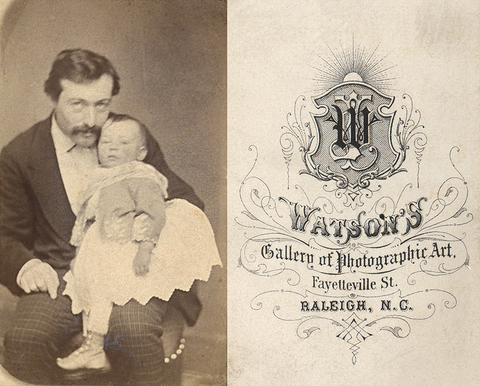 W
WATSON'S
Gallery of Photographic Art.
Fayetteville St.
RALEIGH, N.C.